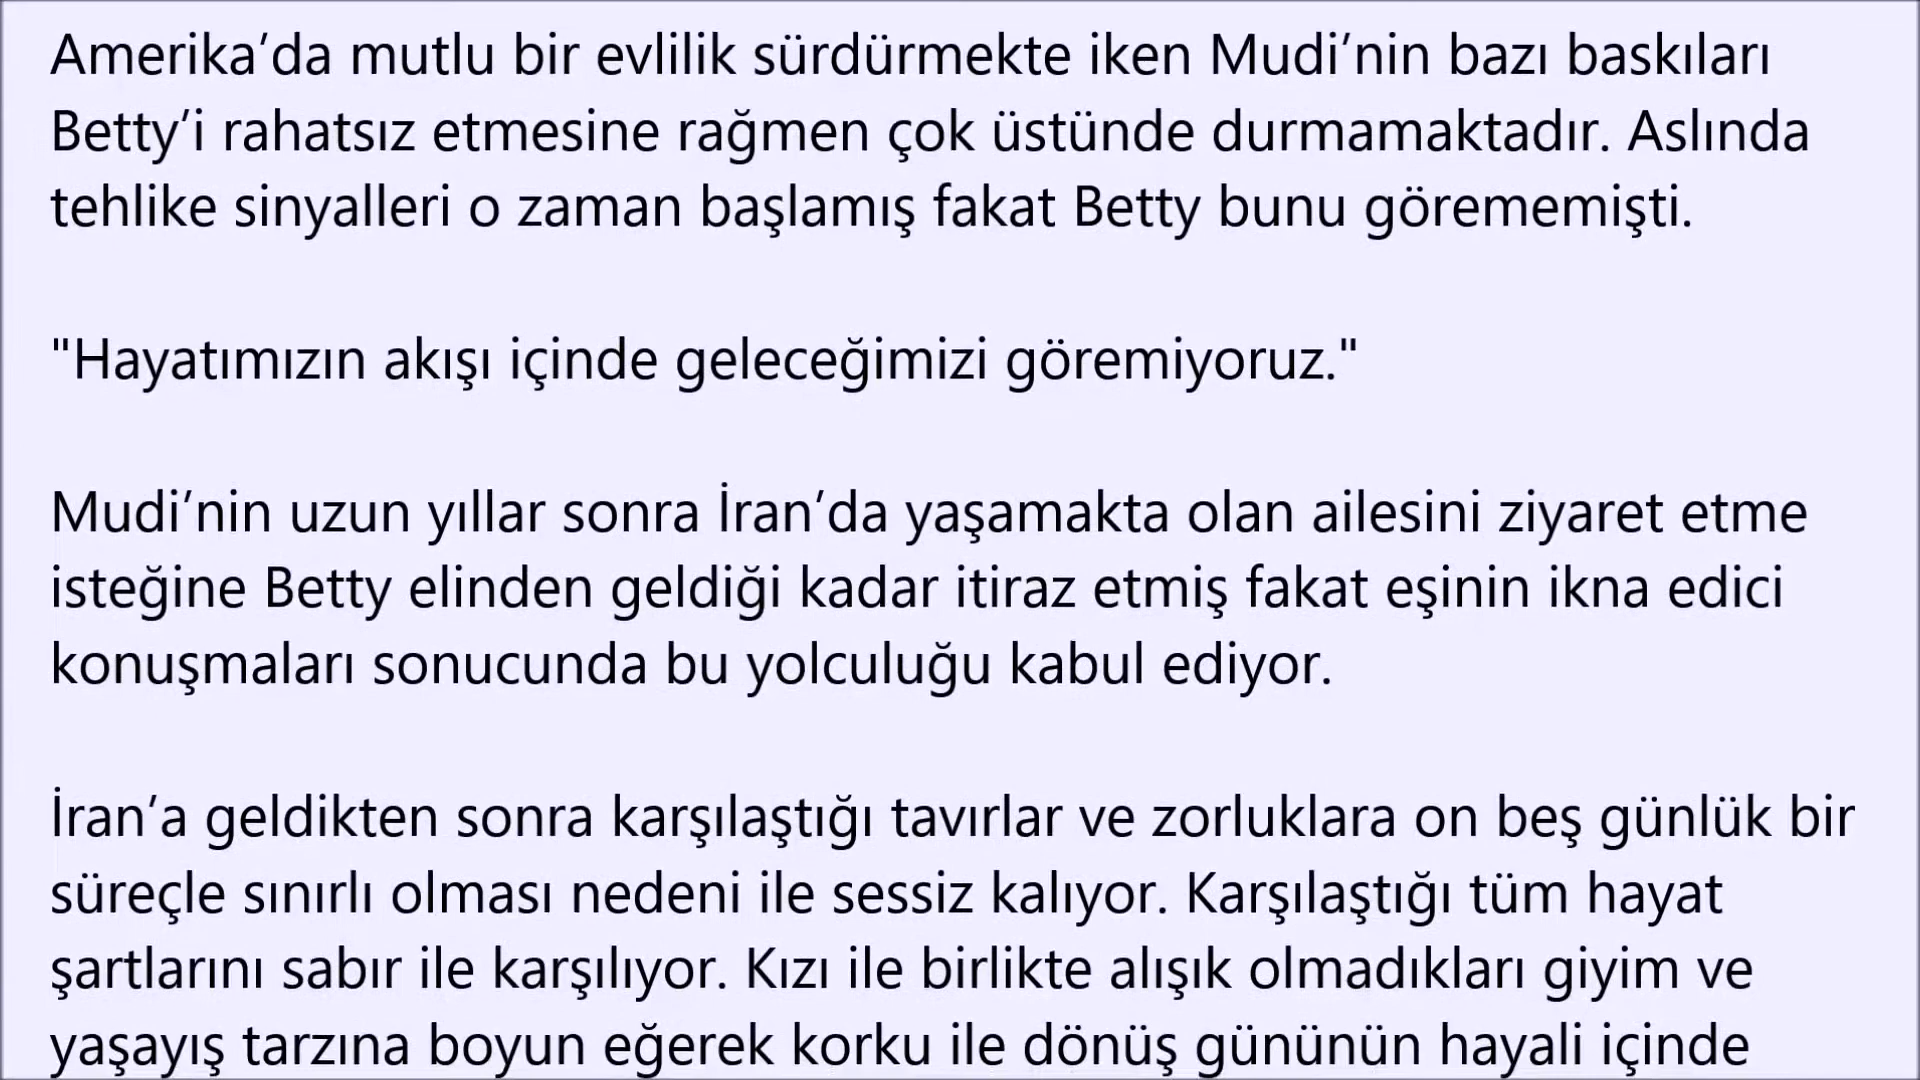 Amerika’da mutlu bir evlilik sürdürmekte iken Mudi’nin bazı baskıları
Betty’i rahatsız etmesine rağmen çok üstünde durmamaktadır. Aslında
tehlike sinyalleri o zaman başlamış fakat Betty bunu görememişti.
"Hayatımızın akışı içinde geleceğimizi göremiyoruz."
Mudi’nin uzun yıllar sonra İran’da yaşamakta olan ailesini ziyaret etme
isteğine Betty elinden geldiği kadar itiraz etmiş fakat eşinin ikna edici
konuşmaları sonucunda bu yolculuğu kabul ediyor.
İran’a geldikten sonra karşılaştığı tavırlar ve zorluklara on beş günlük bir
süreçle sınırlı olması nedeni ile sessiz kalıyor. Karşılaştığı tüm hayat
şartlarını sabır ile karşılıyor. Kızı ile birlikte alışık olmadıkları giyim ve
yaşayış tarzına boyun eğerek korku ile dönüş gününün hayali içinde